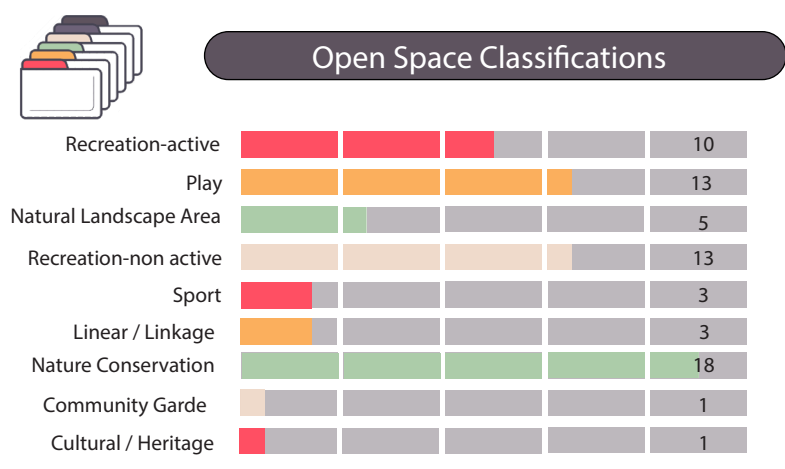 Open Space Classifications
Recreation-active 10
Play 13
Natural Landscape Area 5
Recreation-non active 13
Sport 3
Linear / Linkage 3
Nature Conservation 18
Community Garde 1
Cultural / Heritage 1